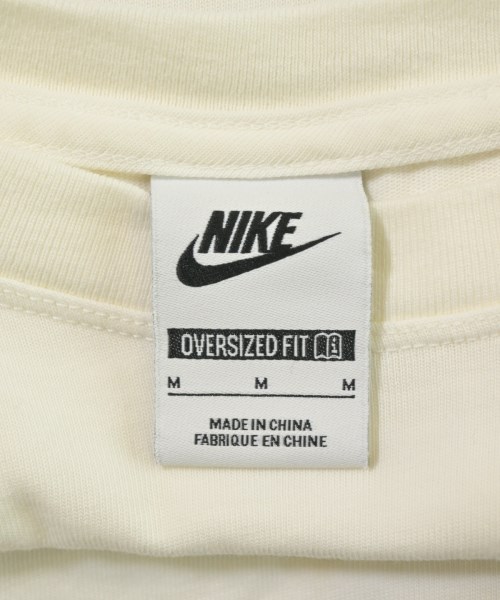 NIKE
OVERSIZED FIT
M M M
MADE IN CHINA
FABRIQUE EN CHINE